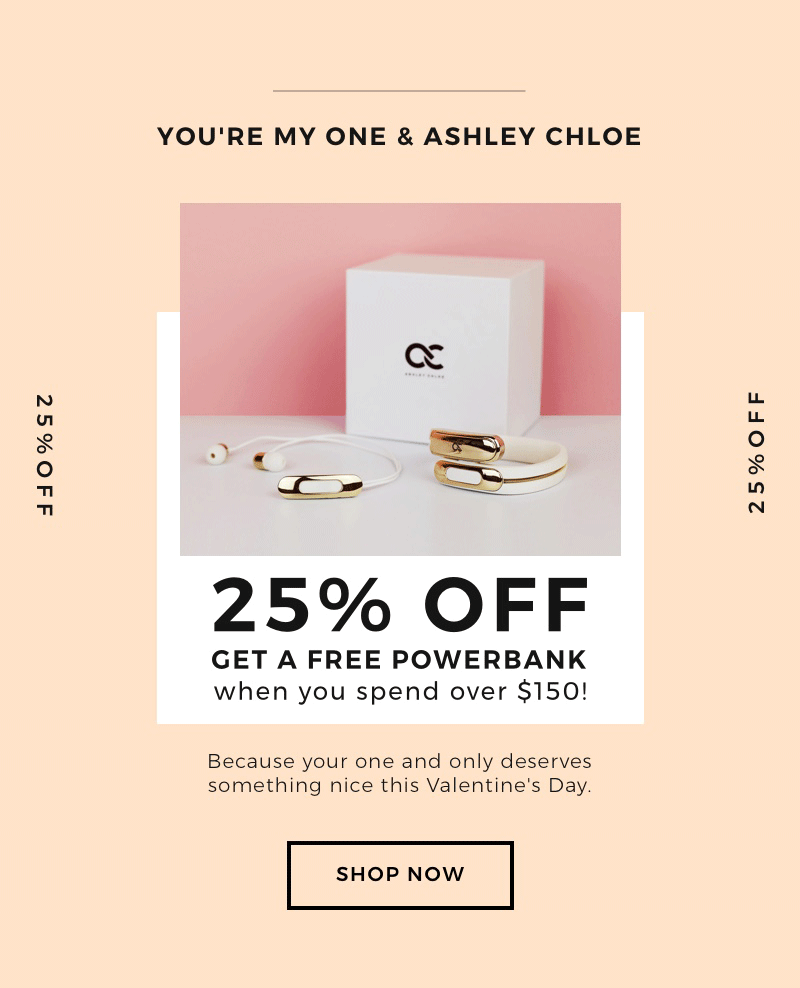 YOU'RE MY ONE & ASHLEY CHLOE
ASHLEY CHLOE
25%OFF
25%OFF
25% OFF
GET A FREE POWERBANK
when you spend over $150!
Because your one and only deserves
something nice this Valentine's Day.
SHOP NOW